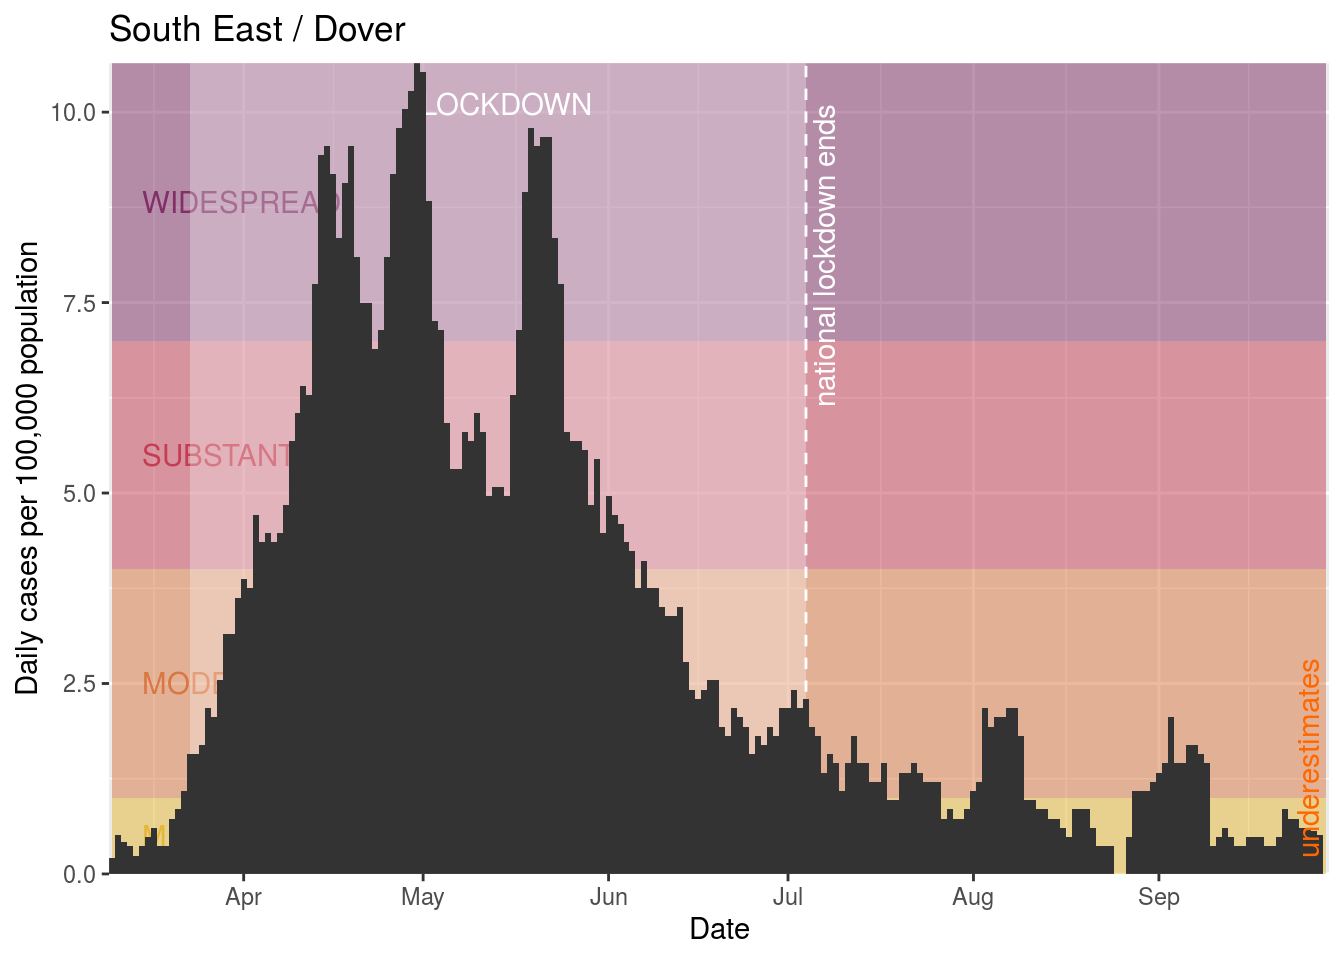 South East / Dover
Daily cases per 100,000 population
10.0
7.5
5.0
2.5
0.0
LOCKDOWN
WIDESPREAD
SUBSTANT
MODE
M
national lockdown ends
underestimates
Apr
May
Jun
Jul
Aug
Sep
Date